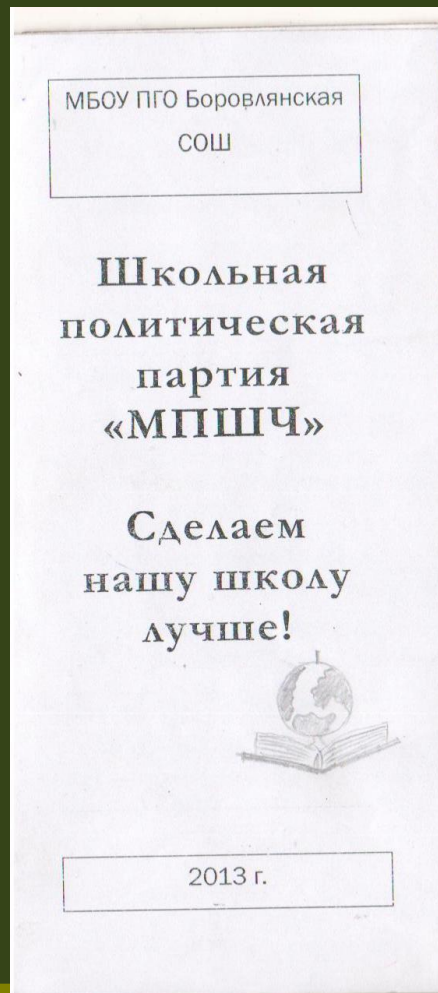 МБОУ ПГО Боровлянская
СОШ
Школьная
политическая
партия
«МПШЧ»
Сделаем
нашу школу
лучше!
2013 г.